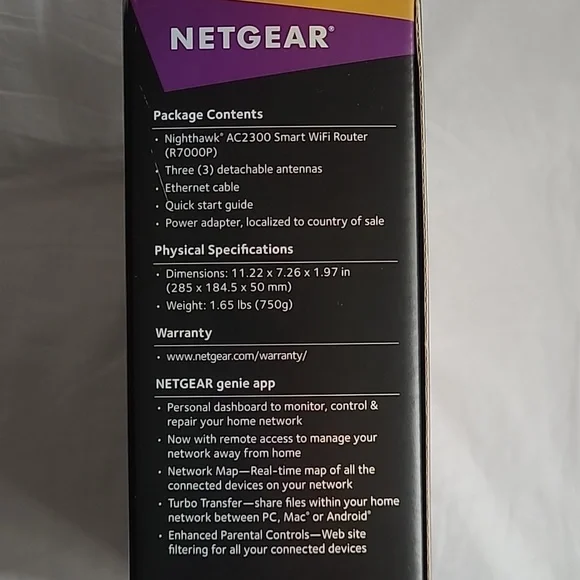 NETGEAR®
Package Contents
• Nighthawk® AC2300 Smart WiFi Router
(R7000P)
• Three (3) detachable antennas
• Ethernet cable
• Quick start guide
• Power adapter, localized to country of sale
Physical Specifications
• Dimensions: 11.22 x 7.26 x 1.97 in
(285 x 184.5 x 50 mm)
• Weight: 1.65 lbs (750g)
Warranty
• www.netgear.com/warranty/
NETGEAR genie app
• Personal dashboard to monitor, control &
repair your home network
• Now with remote access to manage your
network away from home
• Network Map—Real-time map of all the
connected devices on your network
• Turbo Transfer—share files within your home
network between PC, Mac® or Android®
• Enhanced Parental Controls—Web site
filtering for all your connected devices